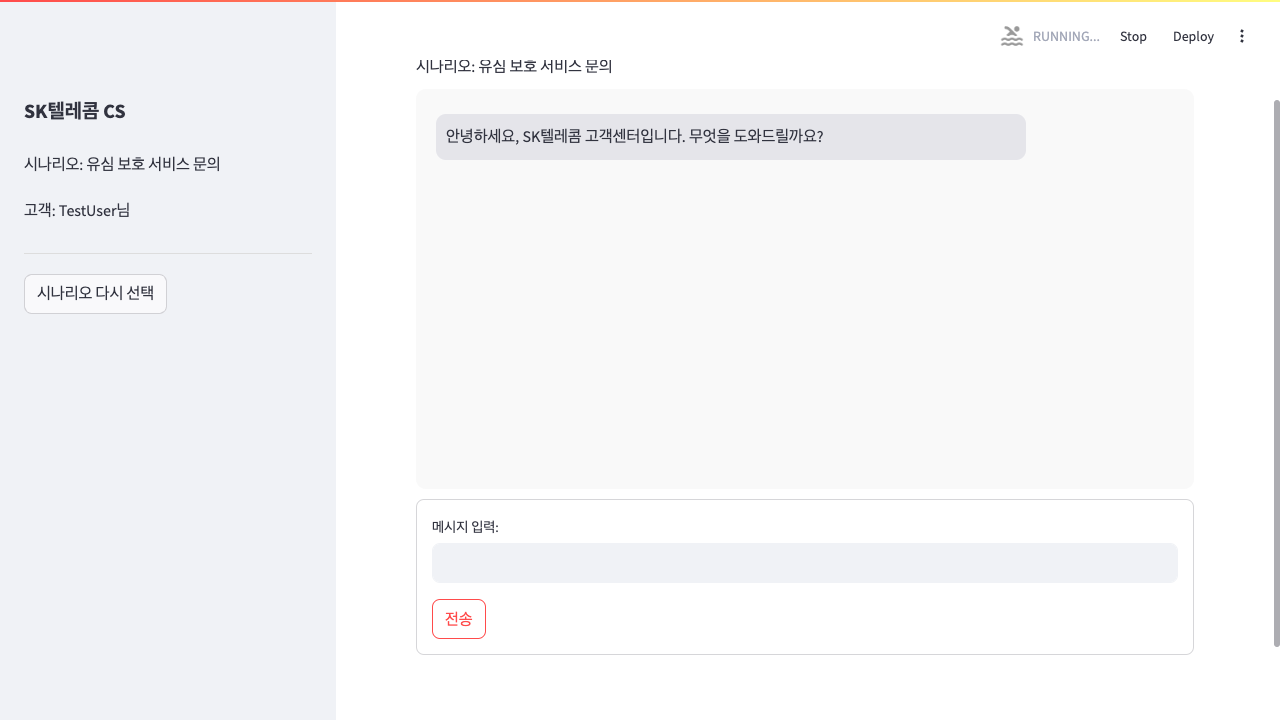 RUNNING...
Stop
Deploy
SK텔레콤 CS
시나리오: 유심 보호 서비스 문의
고객: TestUser님
시나리오 다시 선택
시나리오: 유심 보호 서비스 문의
안녕하세요, SK텔레콤 고객센터입니다. 무엇을 도와드릴까요?
메시지 입력:
전송